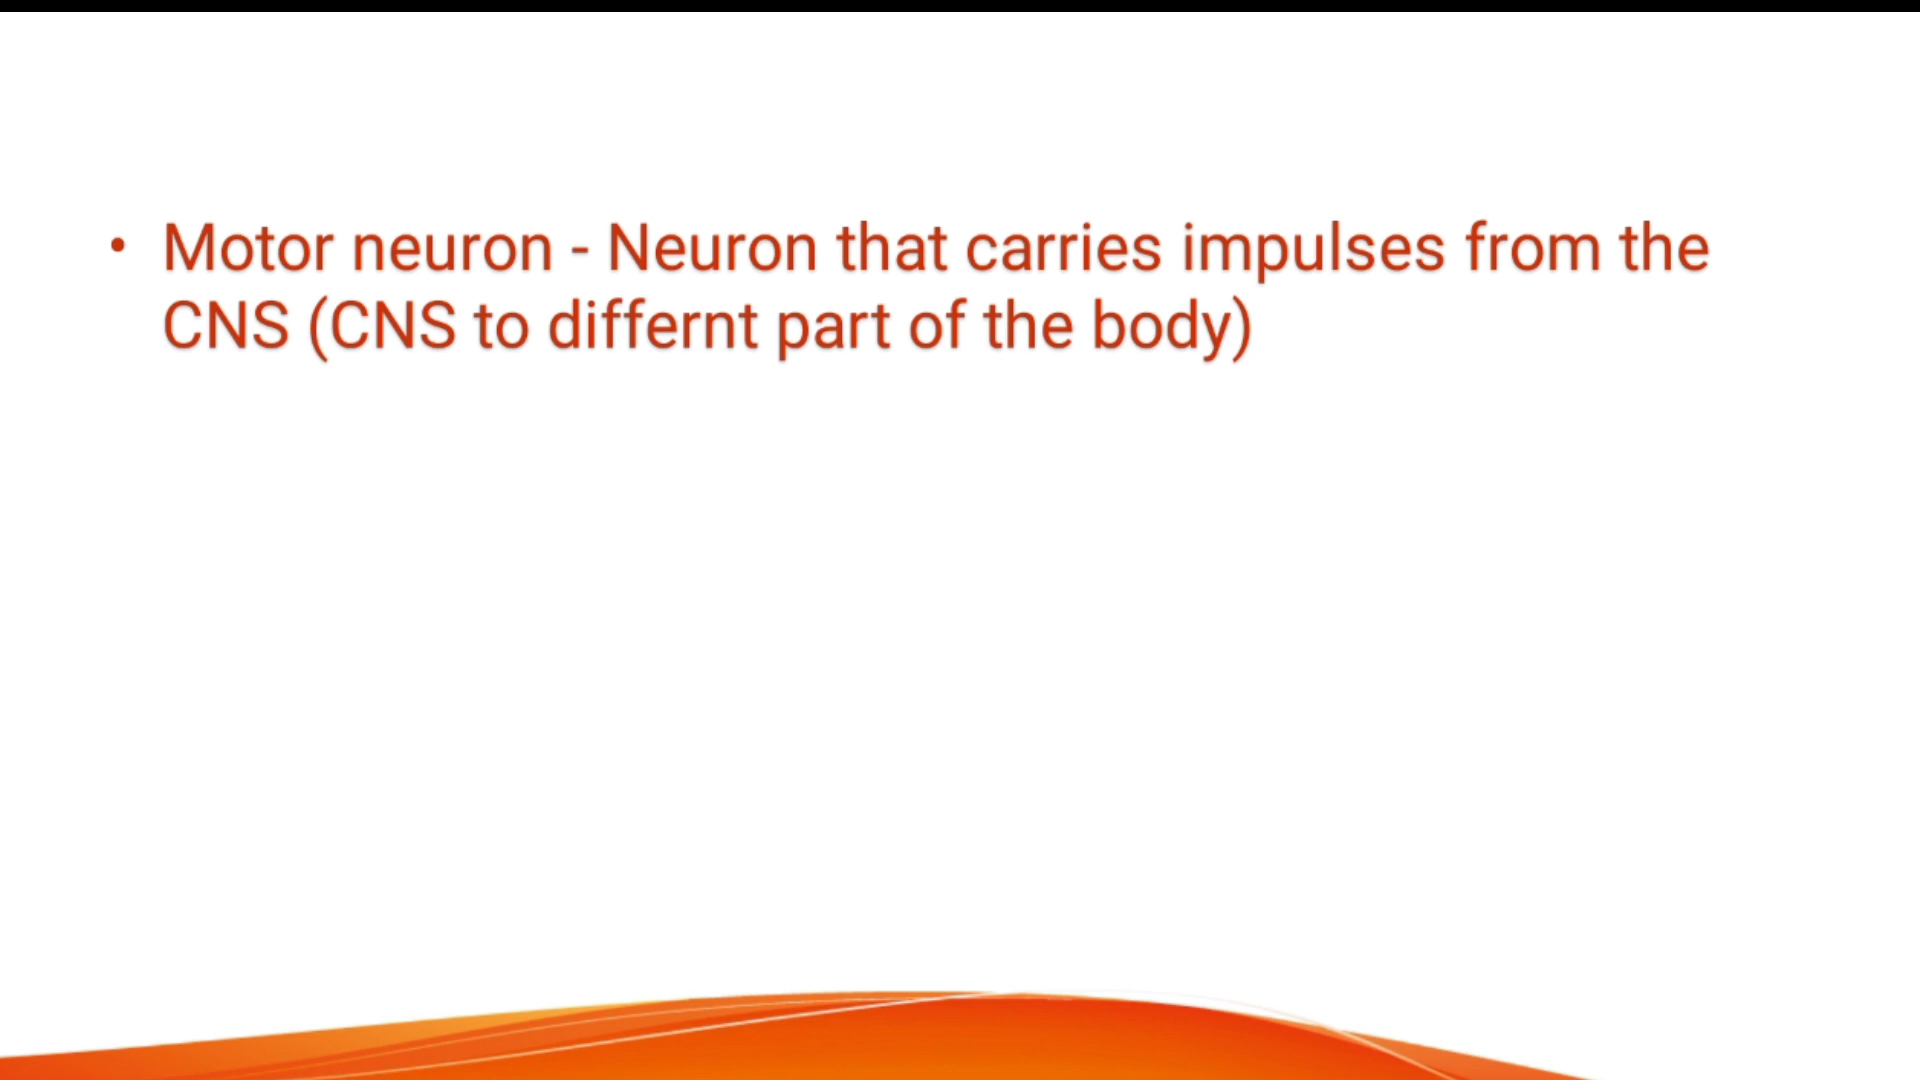 • Motor neuron - Neuron that carries impulses from the
CNS (CNS to differnt part of the body)